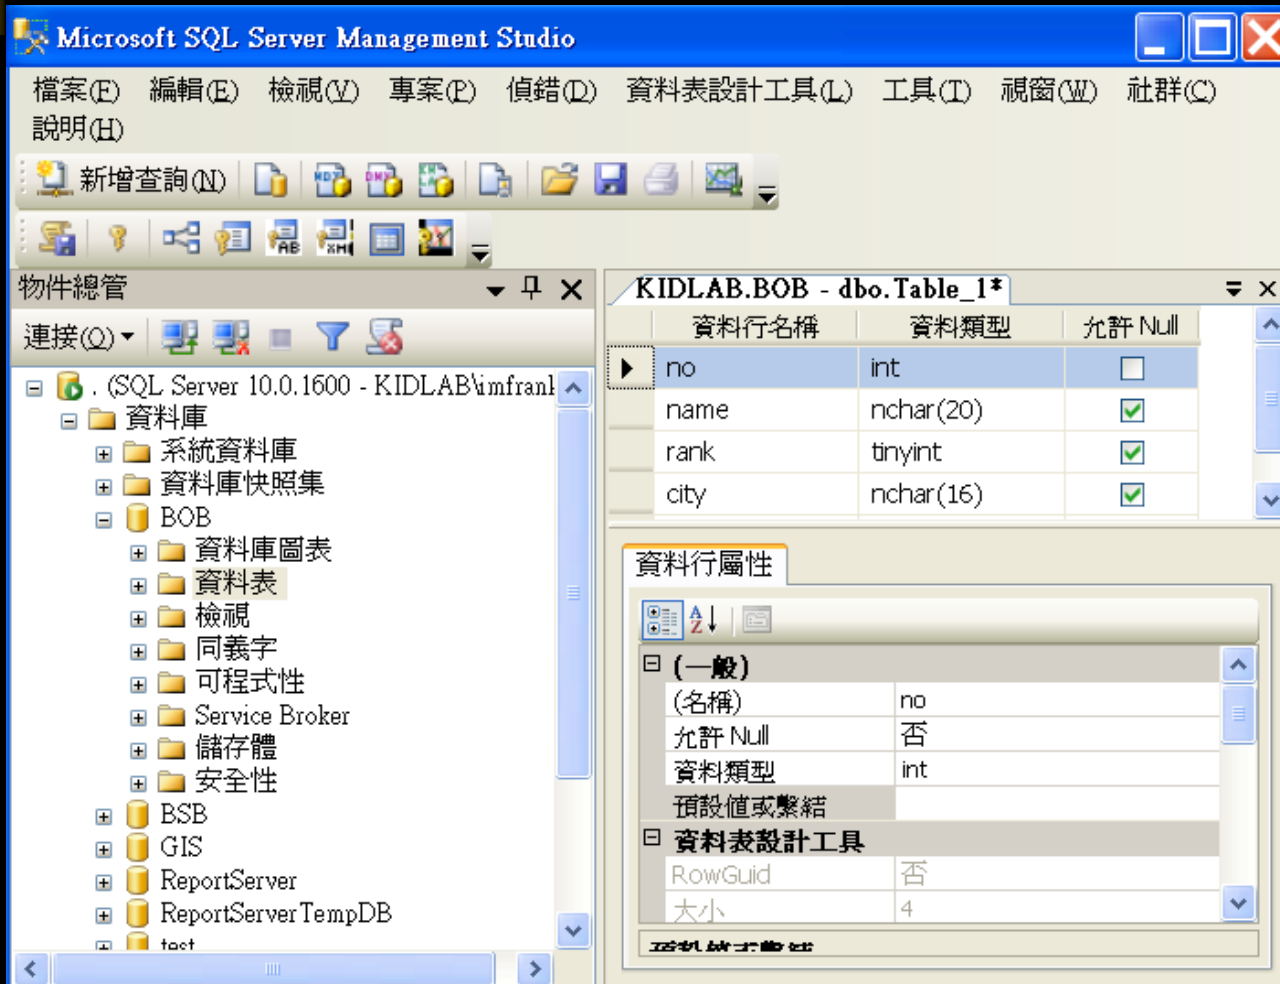 Microsoft SQL Server Management Studio
檔案(F) 編輯(E) 檢視(V) 專案(P) 偵錯(D) 資料表設計工具(L) 工具(T) 視窗(W) 社群(C)
說明(H)
新增查詢(N)
物件總管
連接(O)
. (SQL Server 10.0.1600 - KIDLAB\imfrank
資料庫
系統資料庫
資料庫快照集
BOB
資料庫圖表
資料表
檢視
同義字
可程式性
Service Broker
儲存體
安全性
BSB
GIS
ReportServer
ReportServerTempDB
test
KIDLAB.BOB - dbo.Table_1*
資料行名稱 資料類型 允許 Null
no int
name nchar(20)
rank tinyint
city nchar(16)
資料行屬性
(一般)
(名稱) no
允許 Null 否
資料類型 int
預設值或繫結
資料表設計工具
RowGuid 否
大小 4
預設值或繫結